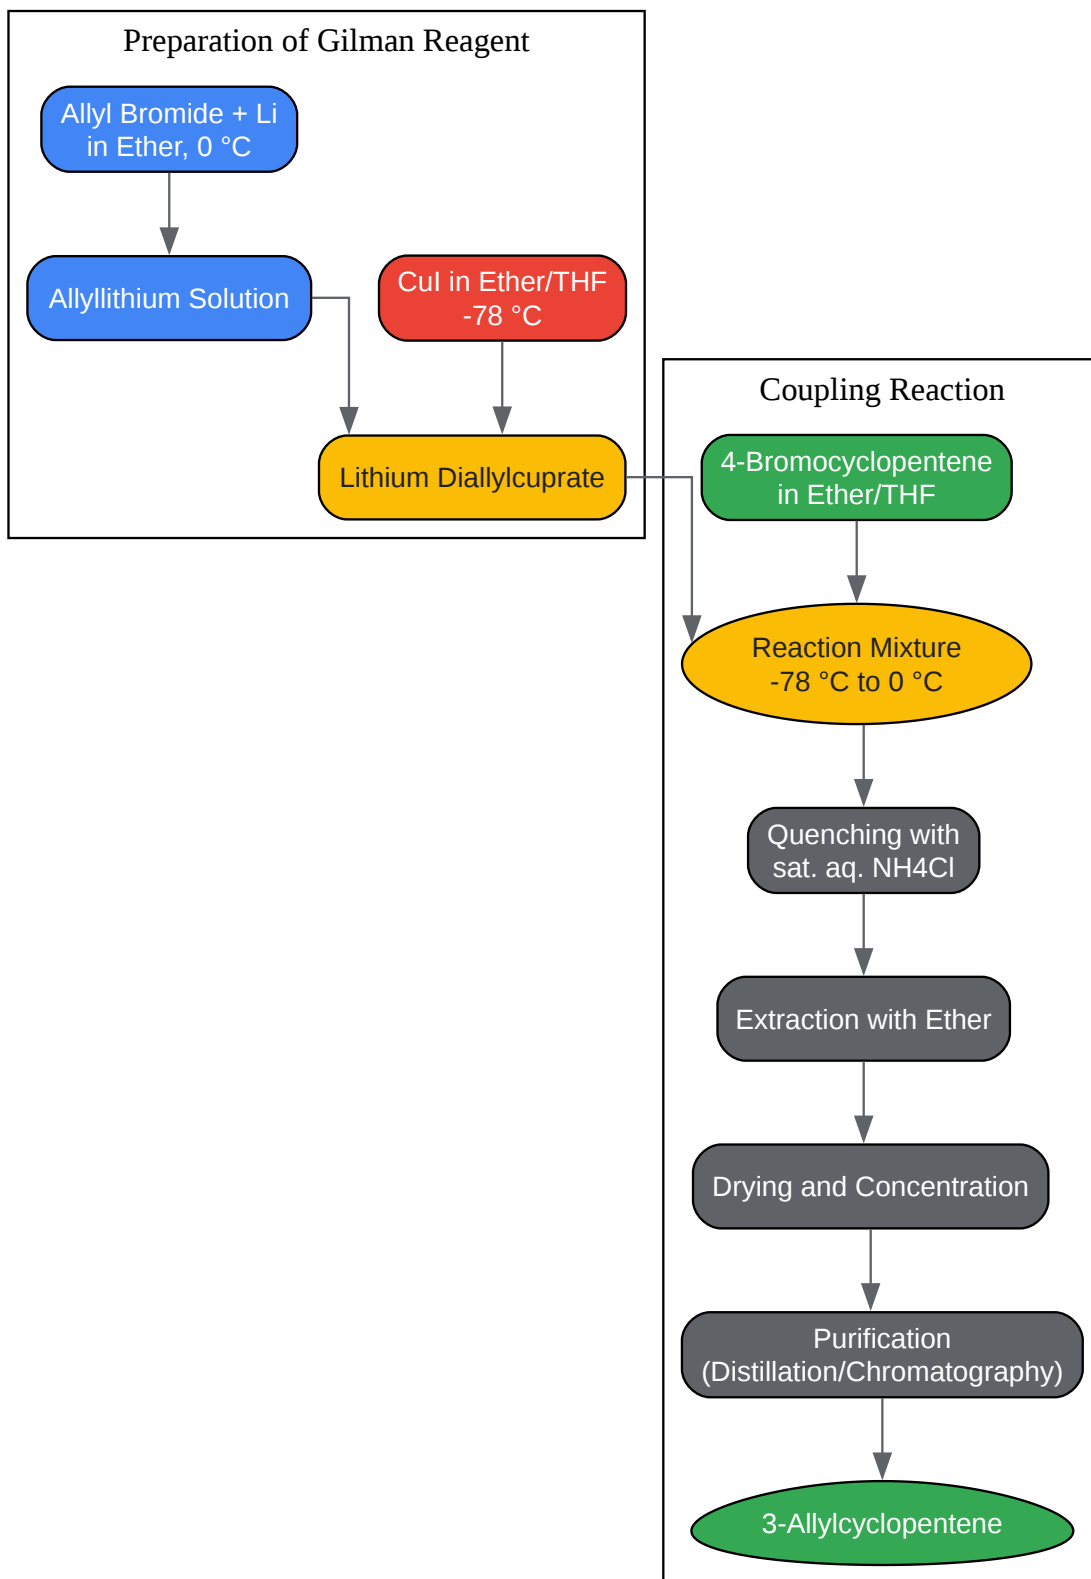 Preparation of Gilman Reagent
Allyl Bromide + Li
in Ether, 0 °C
Allyllithium Solution
CuI in Ether/THF
-78 °C
Lithium Diallylcuprate
Coupling Reaction
4-Bromocyclopentene
in Ether/THF
Reaction Mixture
-78 °C to 0 °C
Quenching with
sat. aq. NH4Cl
Extraction with Ether
Drying and Concentration
Purification
(Distillation/Chromatography)
3-Allylcyclopentene